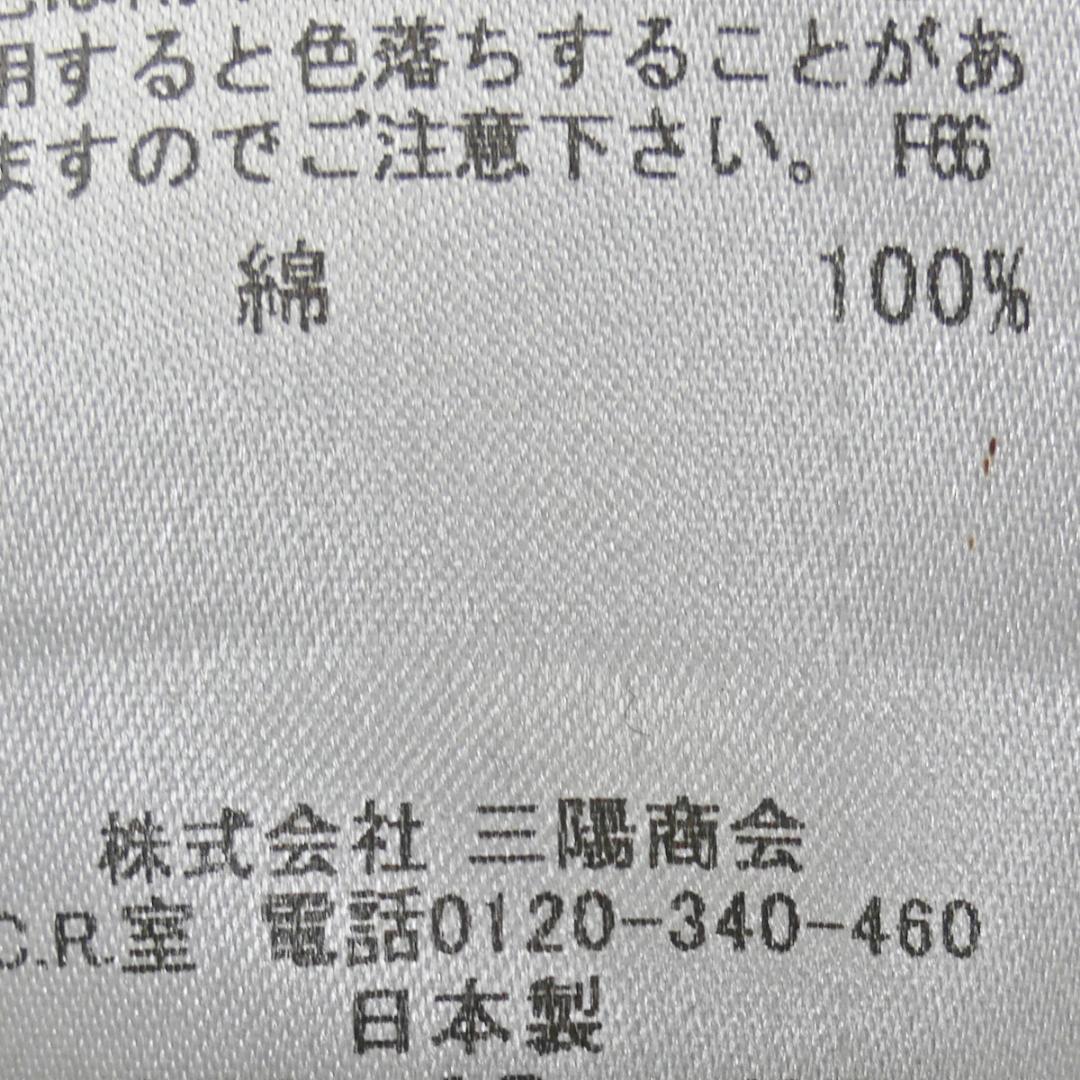 用すると色落ちすることがあ
ますのでご注意下さい。 F66
綿 100%
株式会社 三陽商会
C.R.室 電話0120-340-460
日本製